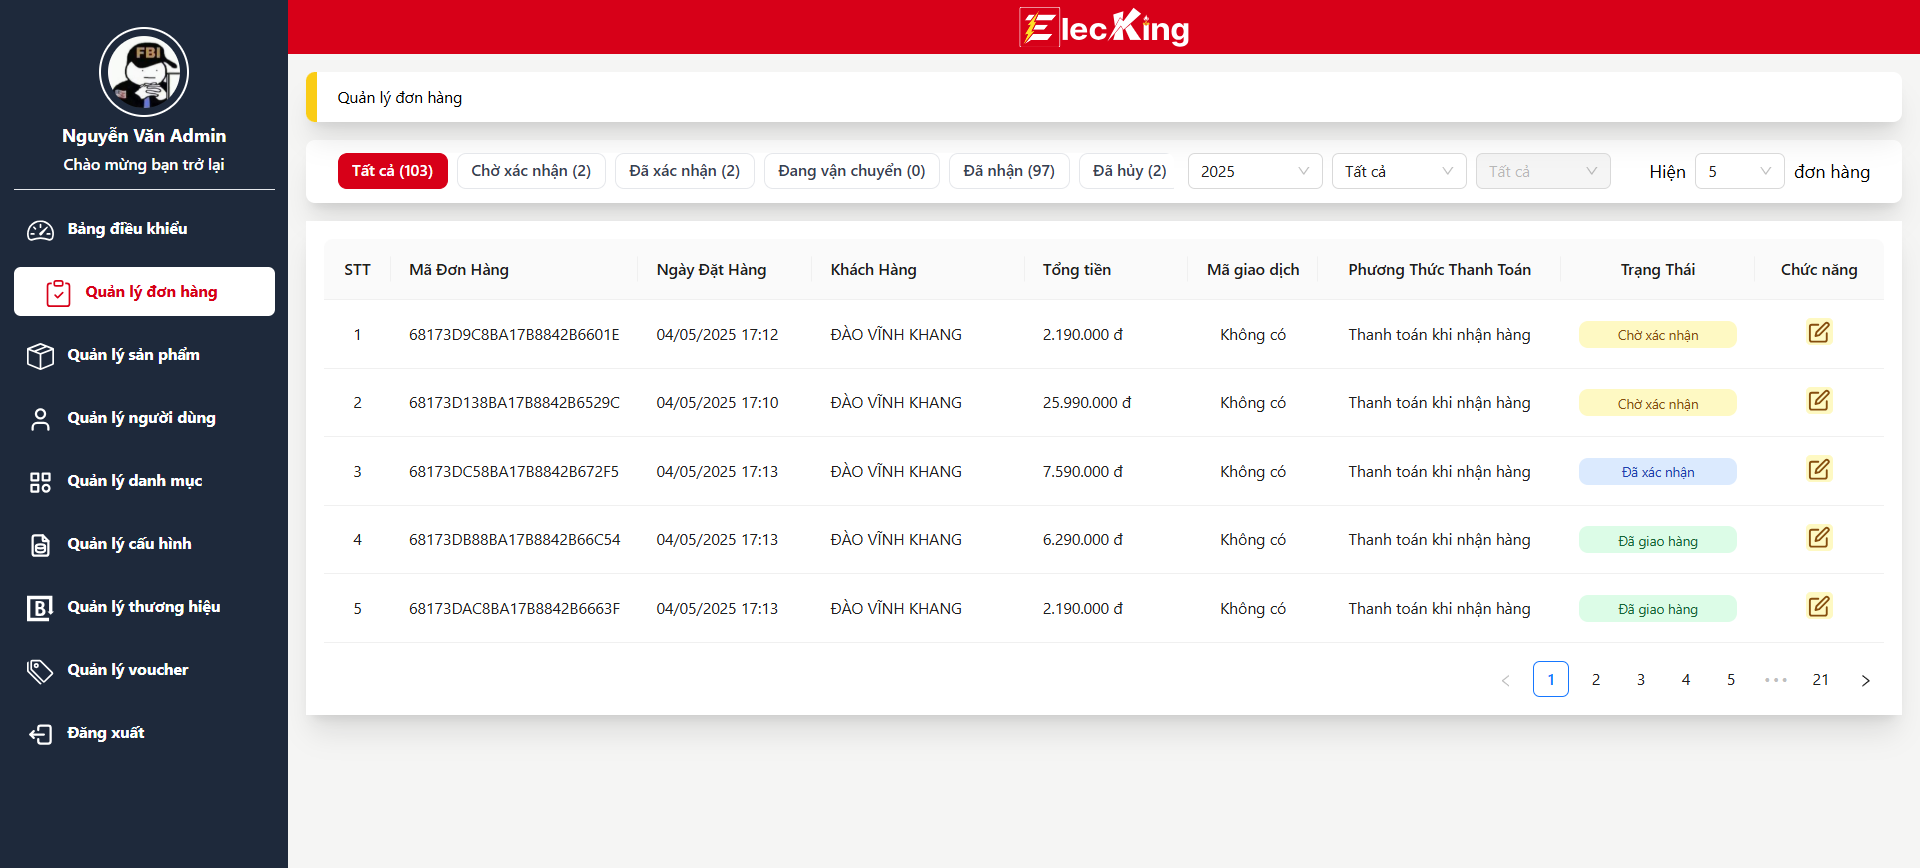 FBI
Nguyễn Văn Admin
Chào mừng bạn trở lại
Bảng điều khiểu
Quản lý đơn hàng
Quản lý sản phẩm
Quản lý người dùng
Quản lý danh mục
Quản lý cấu hình
B
Quản lý thương hiệu
Quản lý voucher
Đăng xuất
ElecKing
Quản lý đơn hàng
Tất cả (103) Chờ xác nhận (2) Đã xác nhận (2) Đang vận chuyển (0) Đã nhận (97) Đã hủy (2) 2025 Tất cả Tất cả Hiện 5 đơn hàng
STT Mã Đơn Hàng Ngày Đặt Hàng Khách Hàng Tổng tiền Mã giao dịch Phương Thức Thanh Toán Trạng Thái Chức năng
1 68173D9C8BA17B8842B6601E 04/05/2025 17:12 ĐÀO VĨNH KHANG 2.190.000 đ Không có Thanh toán khi nhận hàng Chờ xác nhận
2 68173D138BA17B8842B6529C 04/05/2025 17:10 ĐÀO VĨNH KHANG 25.990.000 đ Không có Thanh toán khi nhận hàng Chờ xác nhận
3 68173DC58BA17B8842B672F5 04/05/2025 17:13 ĐÀO VĨNH KHANG 7.590.000 đ Không có Thanh toán khi nhận hàng Đã xác nhận
4 68173DB88BA17B8842B66C54 04/05/2025 17:13 ĐÀO VĨNH KHANG 6.290.000 đ Không có Thanh toán khi nhận hàng Đã giao hàng
5 68173DAC8BA17B8842B6663F 04/05/2025 17:13 ĐÀO VĨNH KHANG 2.190.000 đ Không có Thanh toán khi nhận hàng Đã giao hàng
< 1 2 3 4 5 ••• 21 >